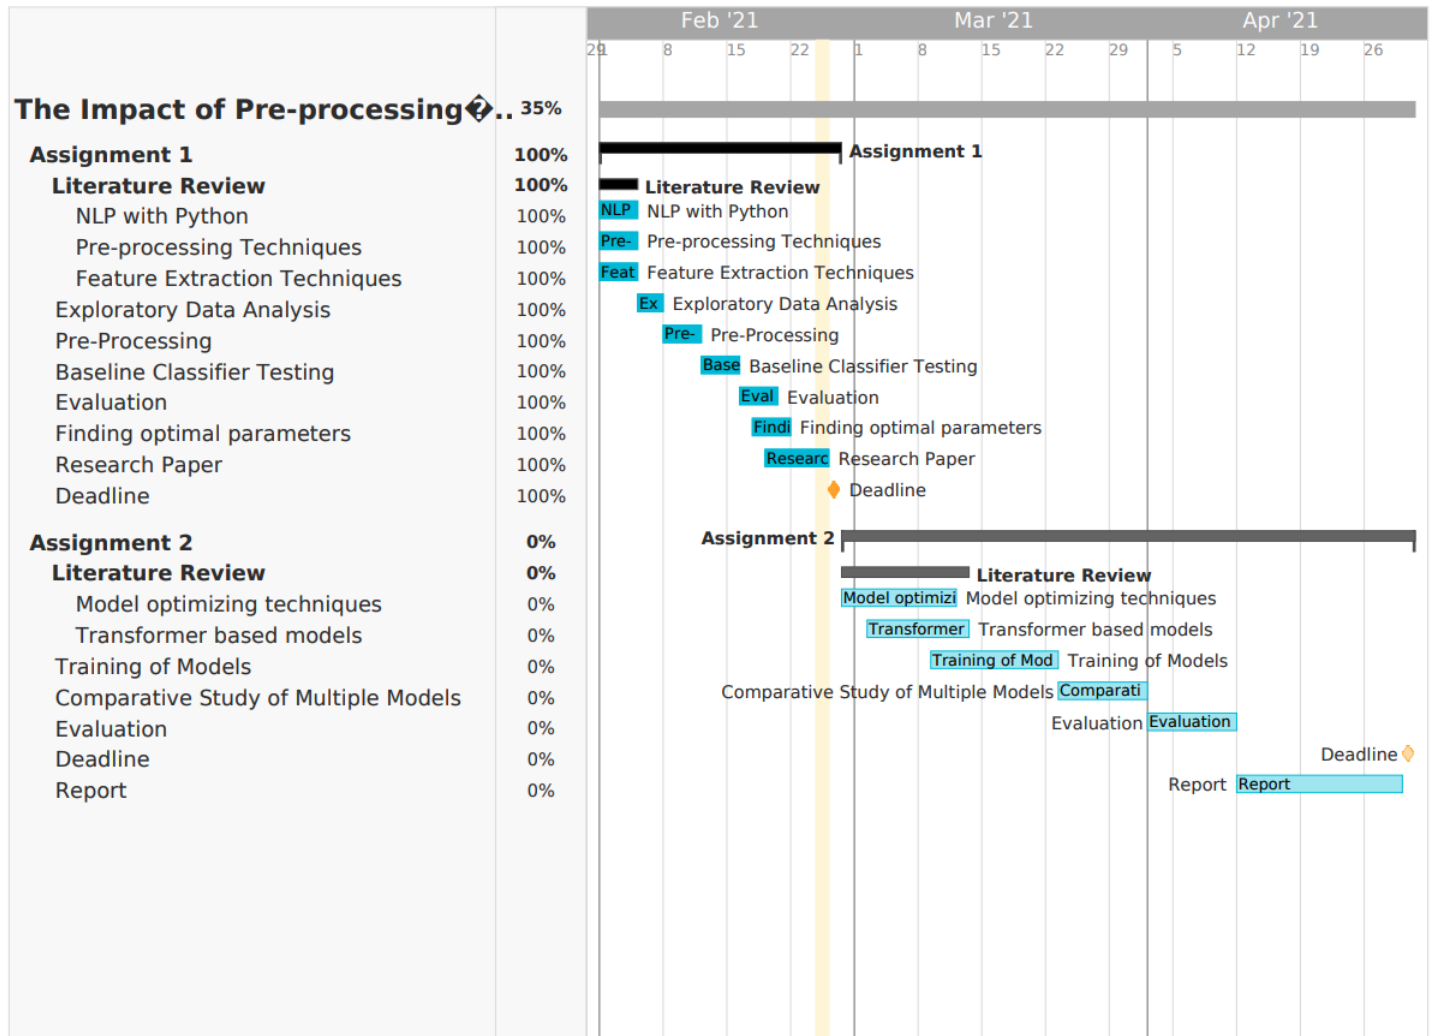 Feb '21 Mar '21 Apr '21
29 1 8 15 22 1 8 15 22 29 5 12 19 26
The Impact of Pre-processing�.. 35%
Assignment 1 100% Assignment 1
Literature Review 100% Literature Review
NLP with Python 100% NLP NLP with Python
Pre-processing Techniques 100% Pre- Pre-processing Techniques
Feature Extraction Techniques 100% Feat Feature Extraction Techniques
Exploratory Data Analysis 100% Ex Exploratory Data Analysis
Pre-Processing 100% Pre- Pre-Processing
Baseline Classifier Testing 100% Base Baseline Classifier Testing
Evaluation 100% Eval Evaluation
Finding optimal parameters 100% Findi Finding optimal parameters
Research Paper 100% Researc Research Paper
Deadline 100% Deadline
Assignment 2 0% Assignment 2
Literature Review 0% Literature Review
Model optimizing techniques 0% Model optimizi Model optimizing techniques
Transformer based models 0% Transformer Transformer based models
Training of Models 0% Training of Mod Training of Models
Comparative Study of Multiple Models 0% Comparative Study of Multiple Models Comparati
Evaluation 0% Evaluation Evaluation
Deadline 0% Deadline
Report 0% Report Report